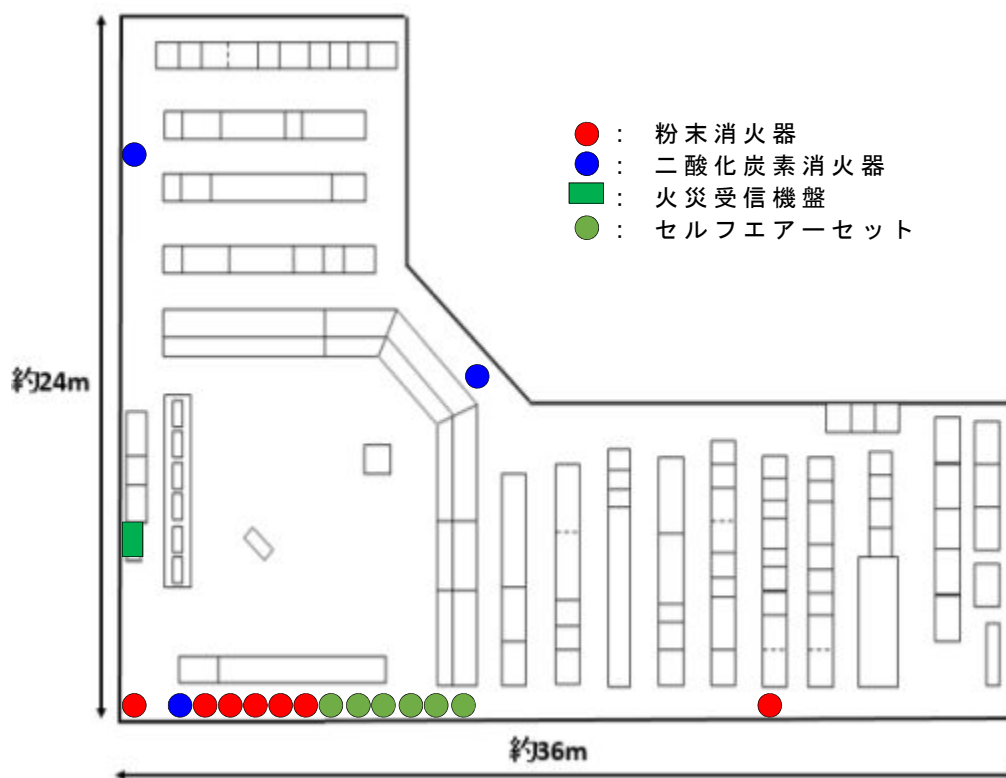 ： 粉末消火器
： 二酸化炭素消火器
： 火災受信機盤
： セルフエアーセット
約24m
約36m